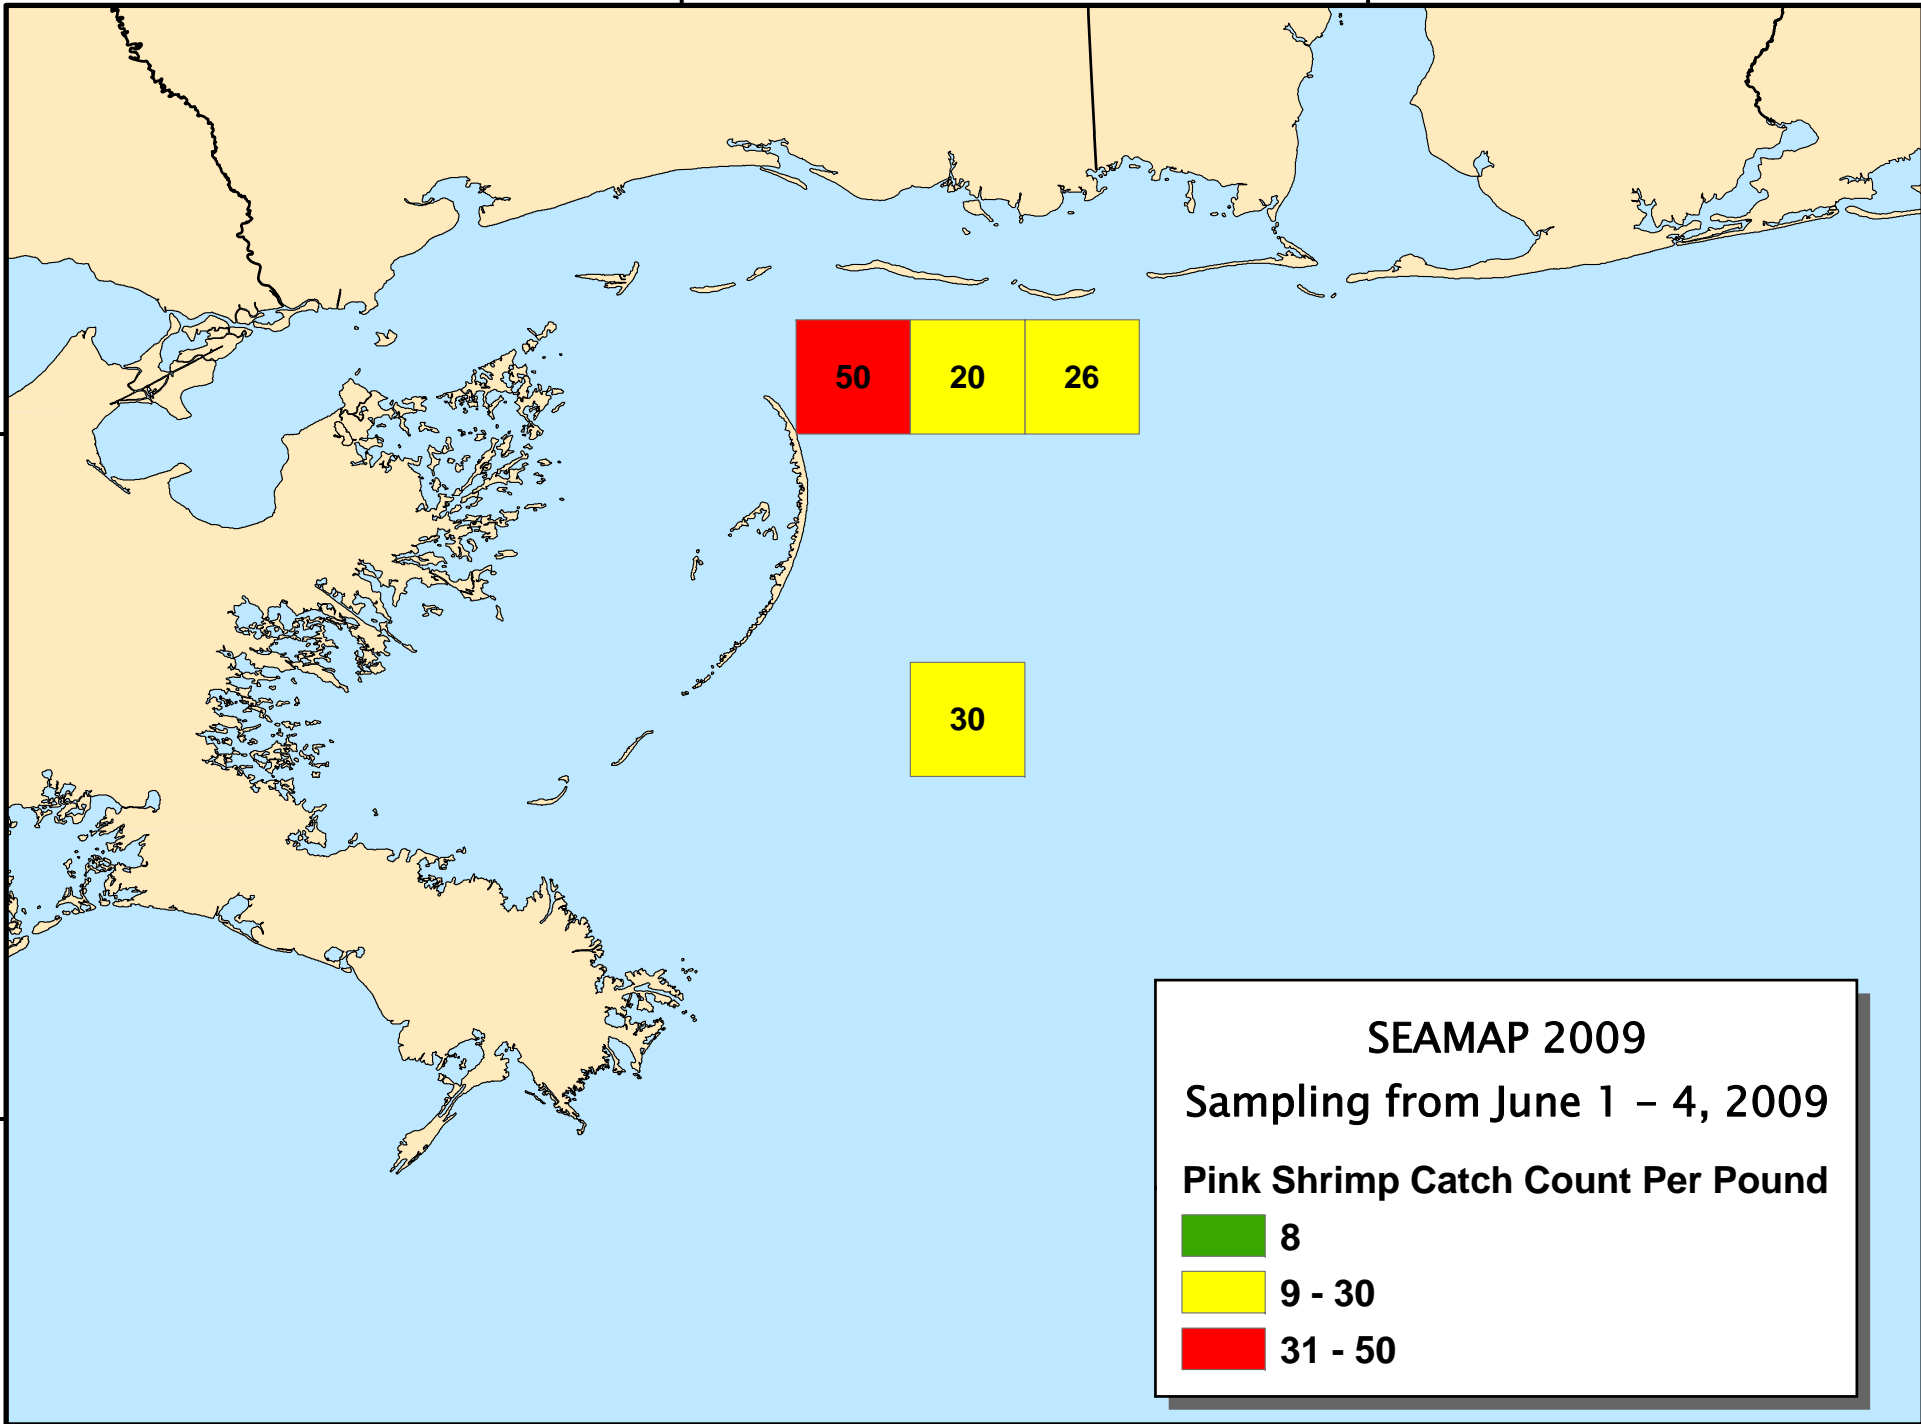 50 20 26
30
SEAMAP 2009
Sampling from June 1 – 4, 2009
Pink Shrimp Catch Count Per Pound
8
9 - 30
31 - 50